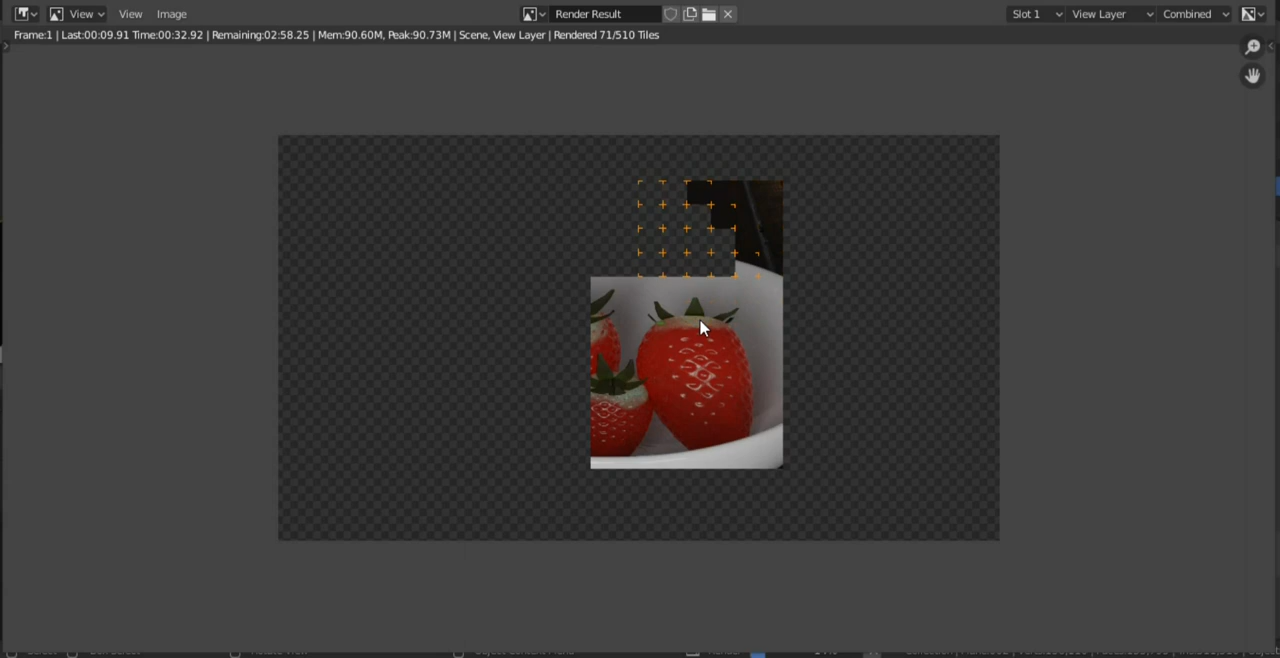 View View Image Render Result Slot 1 View Layer Combined
Frame:1 | Last:00:09.91 Time:00:32.92 | Remaining:02:58.25 | Mem:90.60M, Peak:90.73M | Scene, View Layer | Rendered 71/510 Tiles